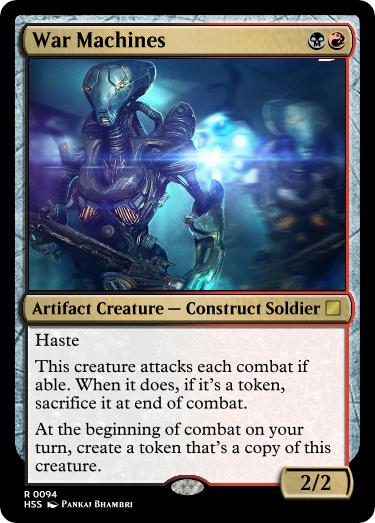 War Machines
Artifact Creature — Construct Soldier
Haste
This creature attacks each combat if
able. When it does, if it's a token,
sacrifice it at end of combat.
At the beginning of combat on your
turn, create a token that's a copy of this
creature.
2/2
R 0094
HSS Pankaj Bhambri